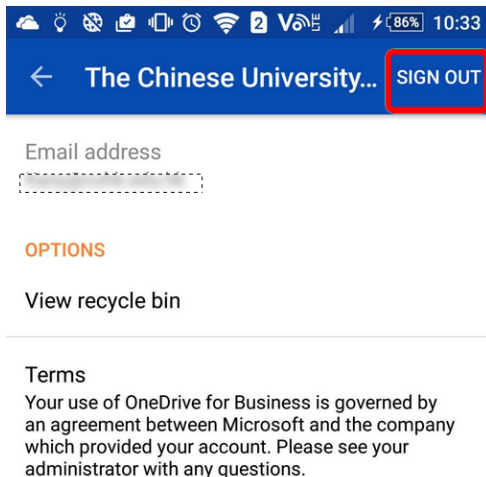 2 VoLTE 86% 10:33
The Chinese University... SIGN OUT
Email address
OPTIONS
View recycle bin
Terms
Your use of OneDrive for Business is governed by
an agreement between Microsoft and the company
which provided your account. Please see your
administrator with any questions.